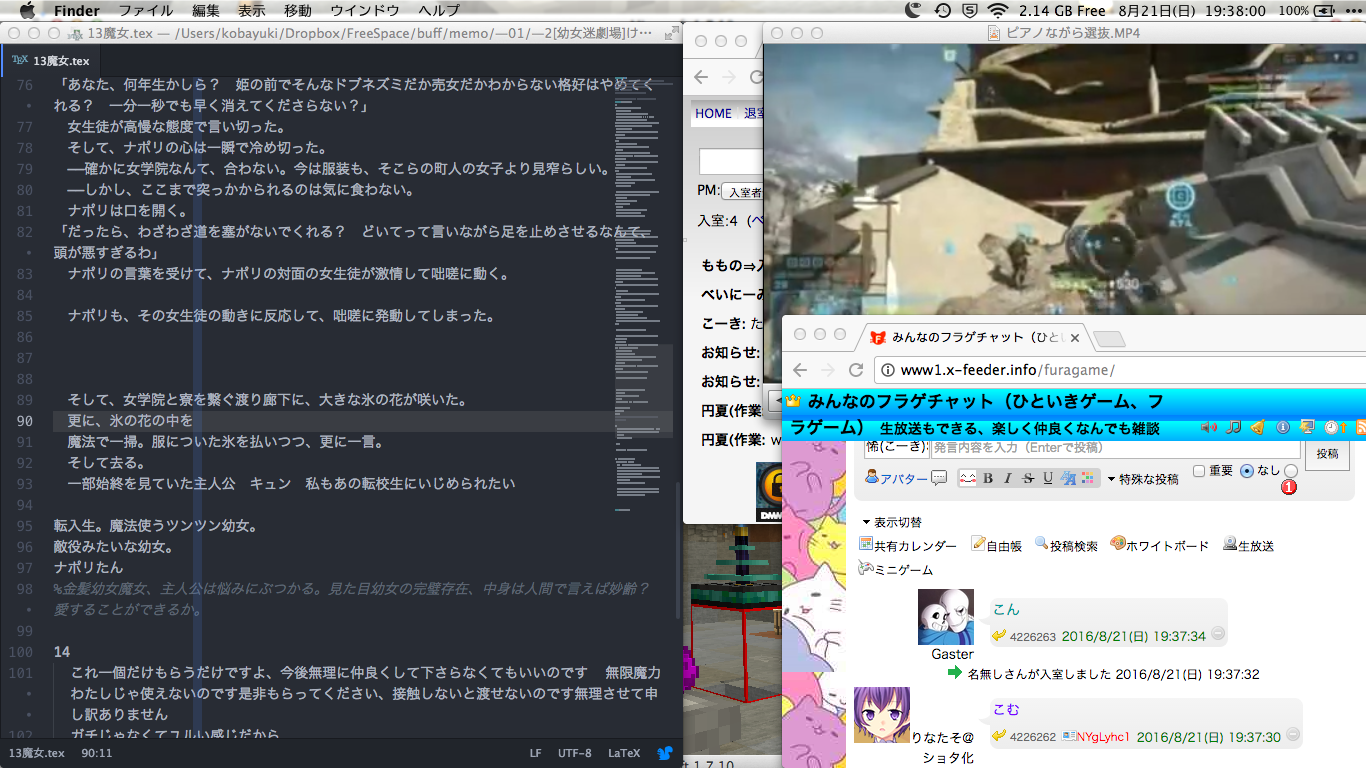 Finder ファイル 編集 表示 移動 ウインドウ ヘルプ
2.14 GB Free 8月21日(日) 19:38:00 100%
13魔女.tex — /Users/kobayuki/Dropbox/FreeSpace/buff/memo/—01/—2[幼女迷劇場]け…
13魔女.tex
76 「あなた、何年生かしら？　姫の前でそんなドブネズミだか売女だかわからない格好はやめてく
れる？　一分一秒でも早く消えてくださらない？」
77 女生徒が高慢な態度で言い切った。
78 そして、ナポリの心は一瞬で冷め切った。
79 ──確かに女学院なんて、合わない。今は服装も、そこらの町人の女子より見窄らしい。
80 ──しかし、ここまで突っかかられるのは気に食わない。
81 ナポリは口を開く。
82 「だったら、わざわざ道を塞がないでくれる？　どいてって言いながら足を止めさせるなんて、
頭が悪すぎるわ」
83 ナポリの言葉を受けて、ナポリの対面の女生徒が激情して咄嗟に動く。
84
85 ナポリも、その女生徒の動きに反応して、咄嗟に発動してしまった。
86
87
88
89 そして、女学院と寮を繋ぐ渡り廊下に、大きな氷の花が咲いた。
90 更に、氷の花の中を
91 魔法で一掃。服についた氷を払いつつ、更に一言。
92 そして去る。
93 一部始終を見ていた主人公　キュン　私もあの転校生にいじめられたい
94
95 転入生。魔法使うツンツン幼女。
96 敵役みたいな幼女。
97 ナポリたん
98 %金髪幼女魔女、主人公は悩みにぶつかる。見た目幼女の完璧存在、中身は人間で言えば妙齢？
愛することができるか。
99
100 14
101 これ一個だけもらうだけですよ、今後無理に仲良くして下さらなくてもいいのです　無限魔力
わたしじゃ使えないのです是非もらってください、接触しないと渡せないのです無理させて申
し訳ありません
102 ガチじゃなくてユルい感じだから
13魔女.tex 90:11 LF UTF-8 LaTeX
HOME 退室
PM: 入室者
入室:4 (べ
ももの⇒入
べいにーみ
こーき: た
お知らせ:
お知らせ:
円夏(作業:
円夏(作業: w
DMM
ft 1.7.10
ピアノながら選抜.MP4
みんなのフラゲチャット（ひとい
www1.x-feeder.info/furagame/
みんなのフラゲチャット（ひといきゲーム、フ
ラゲーム） 生放送もできる、楽しく仲良くなんでも雑談
怖(こーき): 発言内容を入力（Enterで投稿） 投稿
アバター B I S U ▼特殊な投稿 重要 なし
1
▼表示切替
共有カレンダー 自由帳 投稿検索 ホワイトボード 生放送
ミニゲーム
こん
4226263 2016/8/21(日) 19:37:34
Gaster
名無しさんが入室しました 2016/8/21(日) 19:37:32
こむ
4226262 NYgLyhc1 2016/8/21(日) 19:37:30
りなたそ@
ショタ化